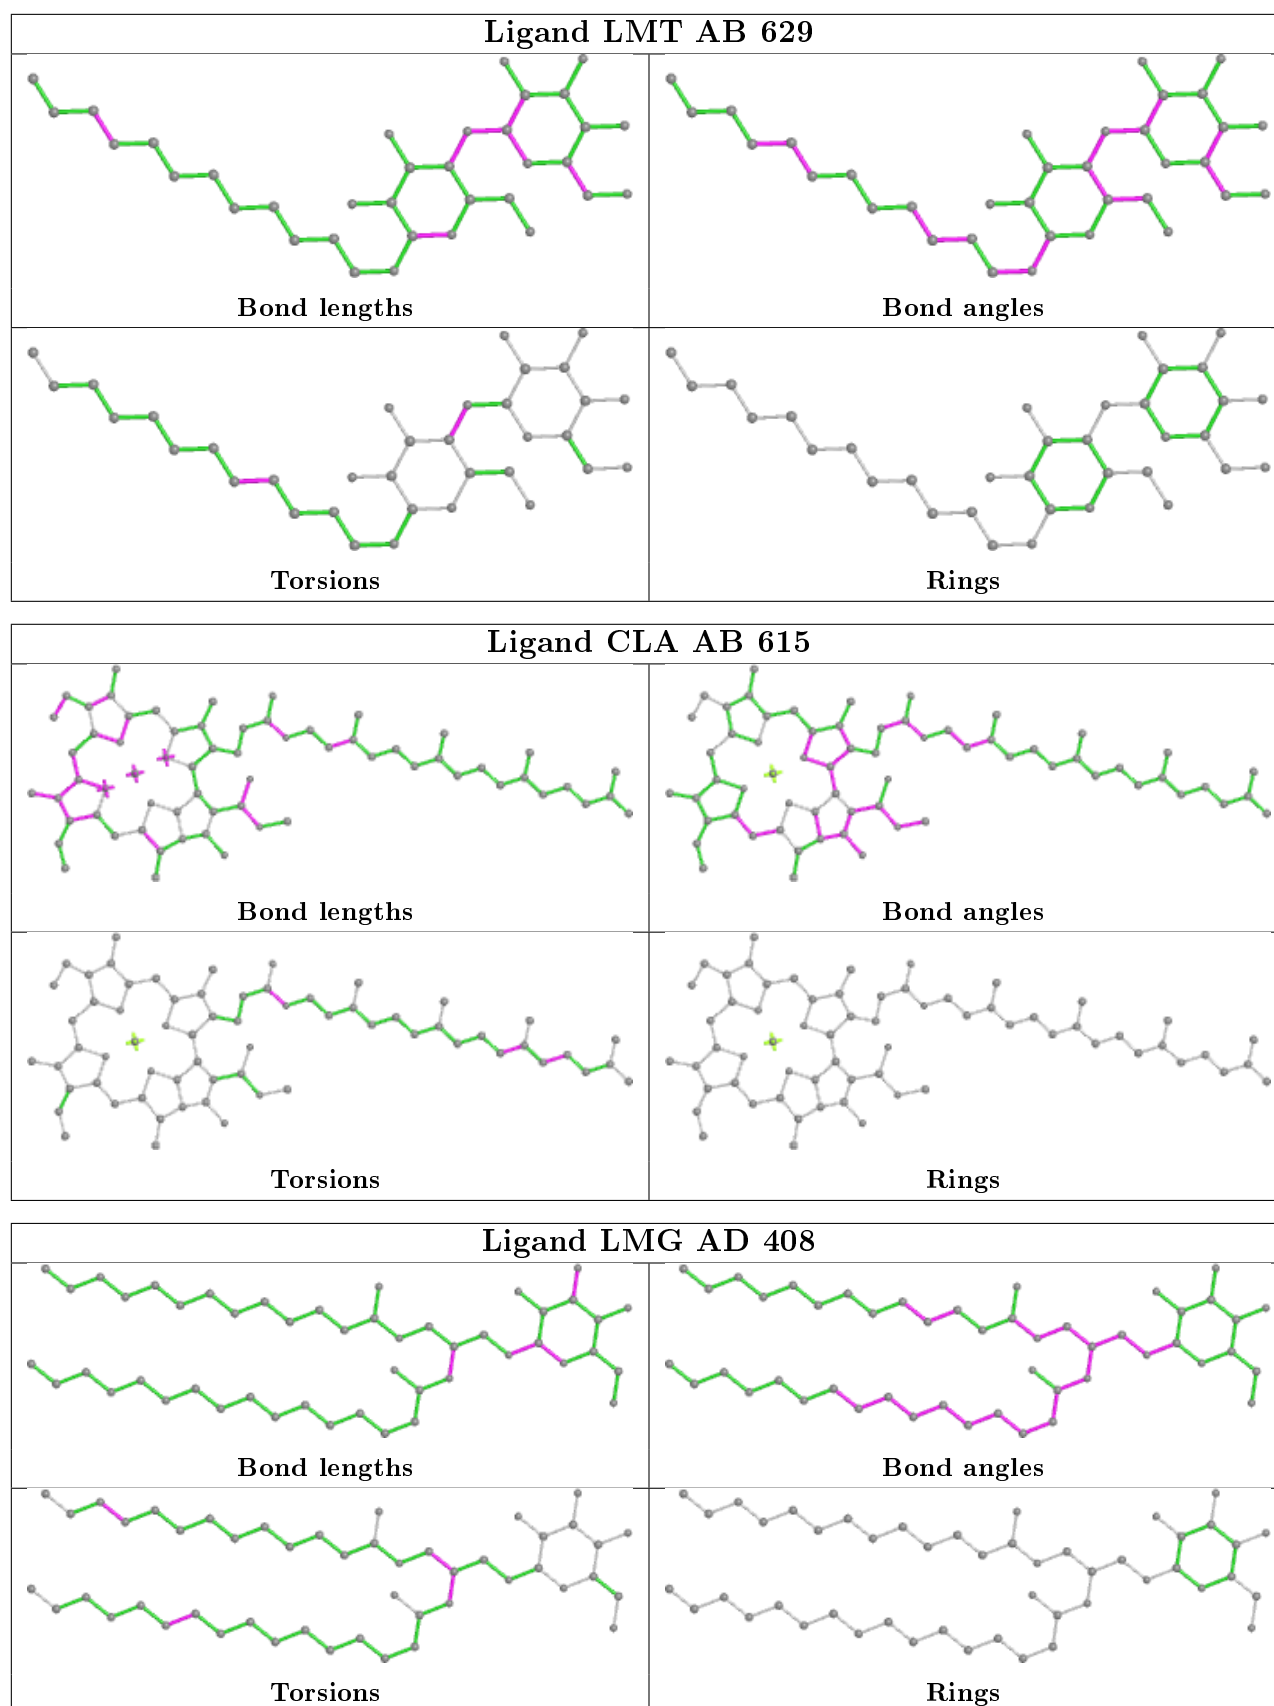 Ligand LMT AB 629
Bond lengths
Bond angles
Torsions
Rings
Ligand CLA AB 615
Bond lengths
Bond angles
Torsions
Rings
Ligand LMG AD 408
Bond lengths
Bond angles
Torsions
Rings